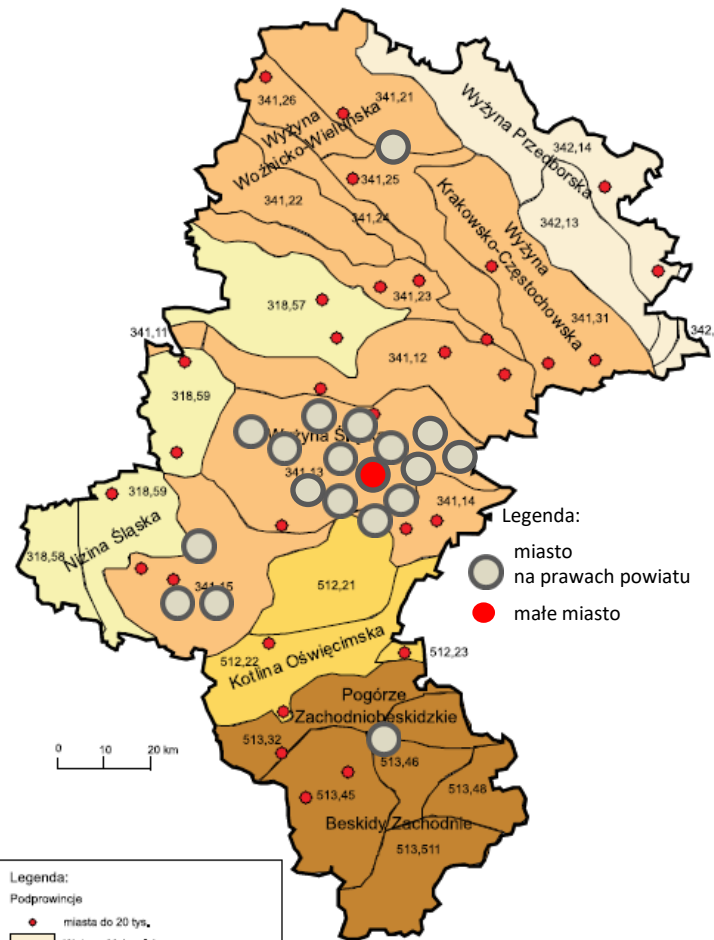 341,26
341,21
Wyżyna
Woźnicko-Wieluńska
Wyżyna Przedborska
342,14
341,25
341,22
341,24
342,13
Wyżyna
Krakowsko-Częstochowska
318,57
341,23
341,31
341,11
341,12
342,
318,59
Wyżyna Ślą
341,13
318,59
341,14
Nizina Śląska
318,58
341,15
512,21
Legenda:
miasto
na prawach powiatu
małe miasto
512,22
Kotlina Oświęcimska
512,23
Pogórze
Zachodniobeskidzkie
0 10 20 km
513,32
513,46
513,45
513,48
Beskidy Zachodnie
513,511
Legenda:
Podprowincje
miasta do 20 tys.